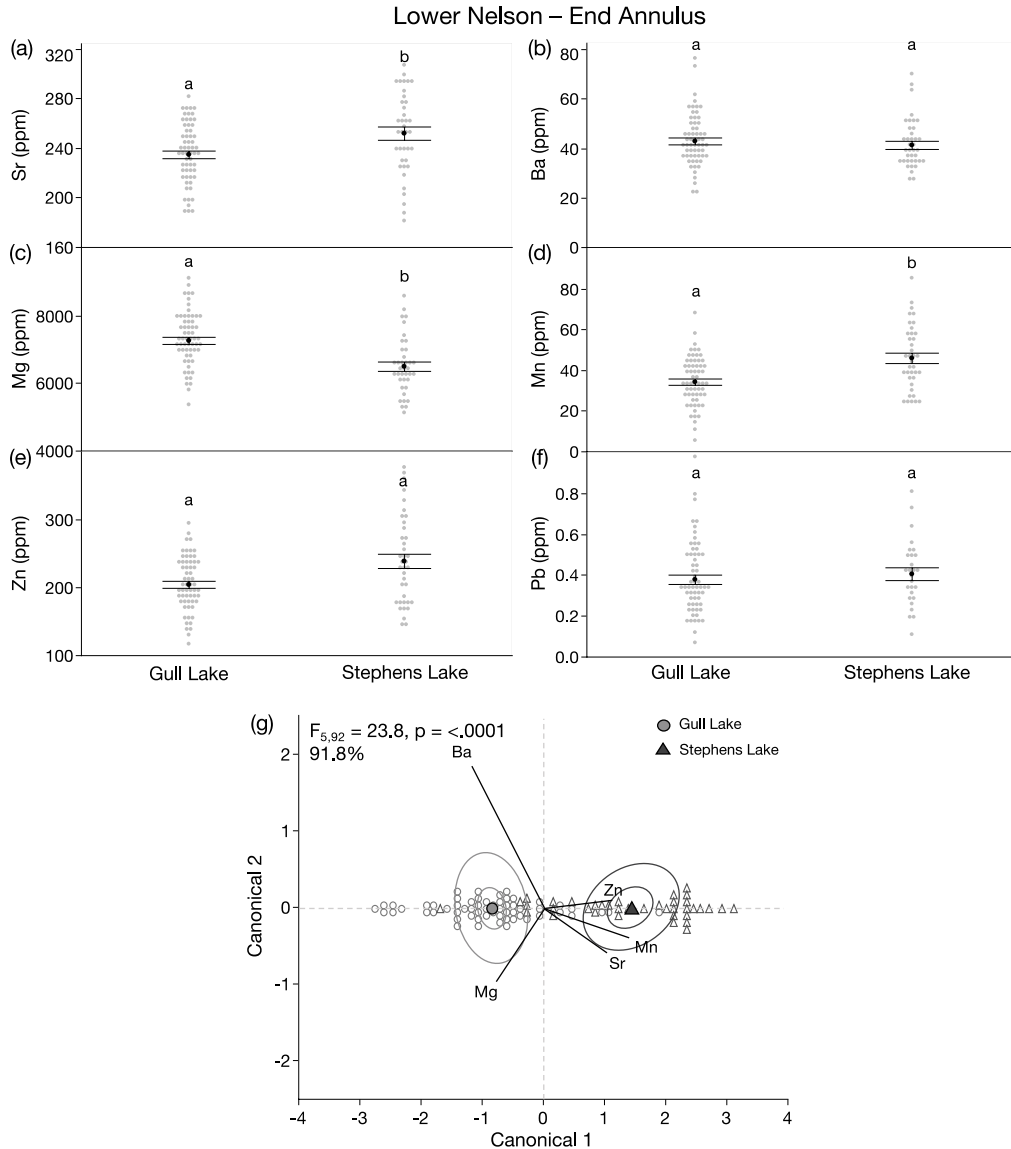 Lower Nelson – End Annulus
(a)
Sr (ppm)
320
280
240
200
160
a
b
(b)
Ba (ppm)
80
60
40
20
0
a
a
(c)
Mg (ppm)
8000
6000
4000
a
b
(d)
Mn (ppm)
80
60
40
20
0
a
b
(e)
Zn (ppm)
300
200
100
a
a
Gull Lake
Stephens Lake
(f)
Pb (ppm)
0.8
0.6
0.4
0.2
0.0
a
a
Gull Lake
Stephens Lake
(g)
F5,92 = 23.8, p = <.0001
91.8%
Gull Lake
Stephens Lake
Ba
Zn
Mn
Sr
Mg
Canonical 2
2
1
0
-1
-2
-4
-3
-2
-1
0
1
2
3
4
Canonical 1